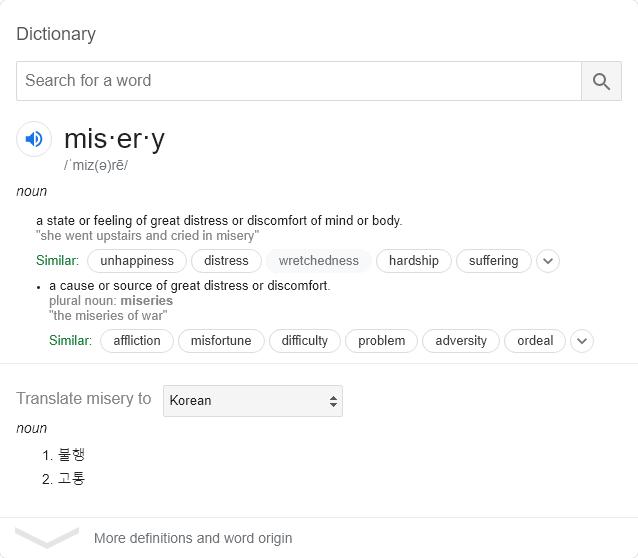 Dictionary
Search for a word
mis·er·y
/ˈmiz(ə)rē/
noun
a state or feeling of great distress or discomfort of mind or body.
"she went upstairs and cried in misery"
Similar: unhappiness distress wretchedness hardship suffering
• a cause or source of great distress or discomfort.
plural noun: miseries
"the miseries of war"
Similar: affliction misfortune difficulty problem adversity ordeal
Translate misery to Korean
noun
1. 불행
2. 고통
More definitions and word origin